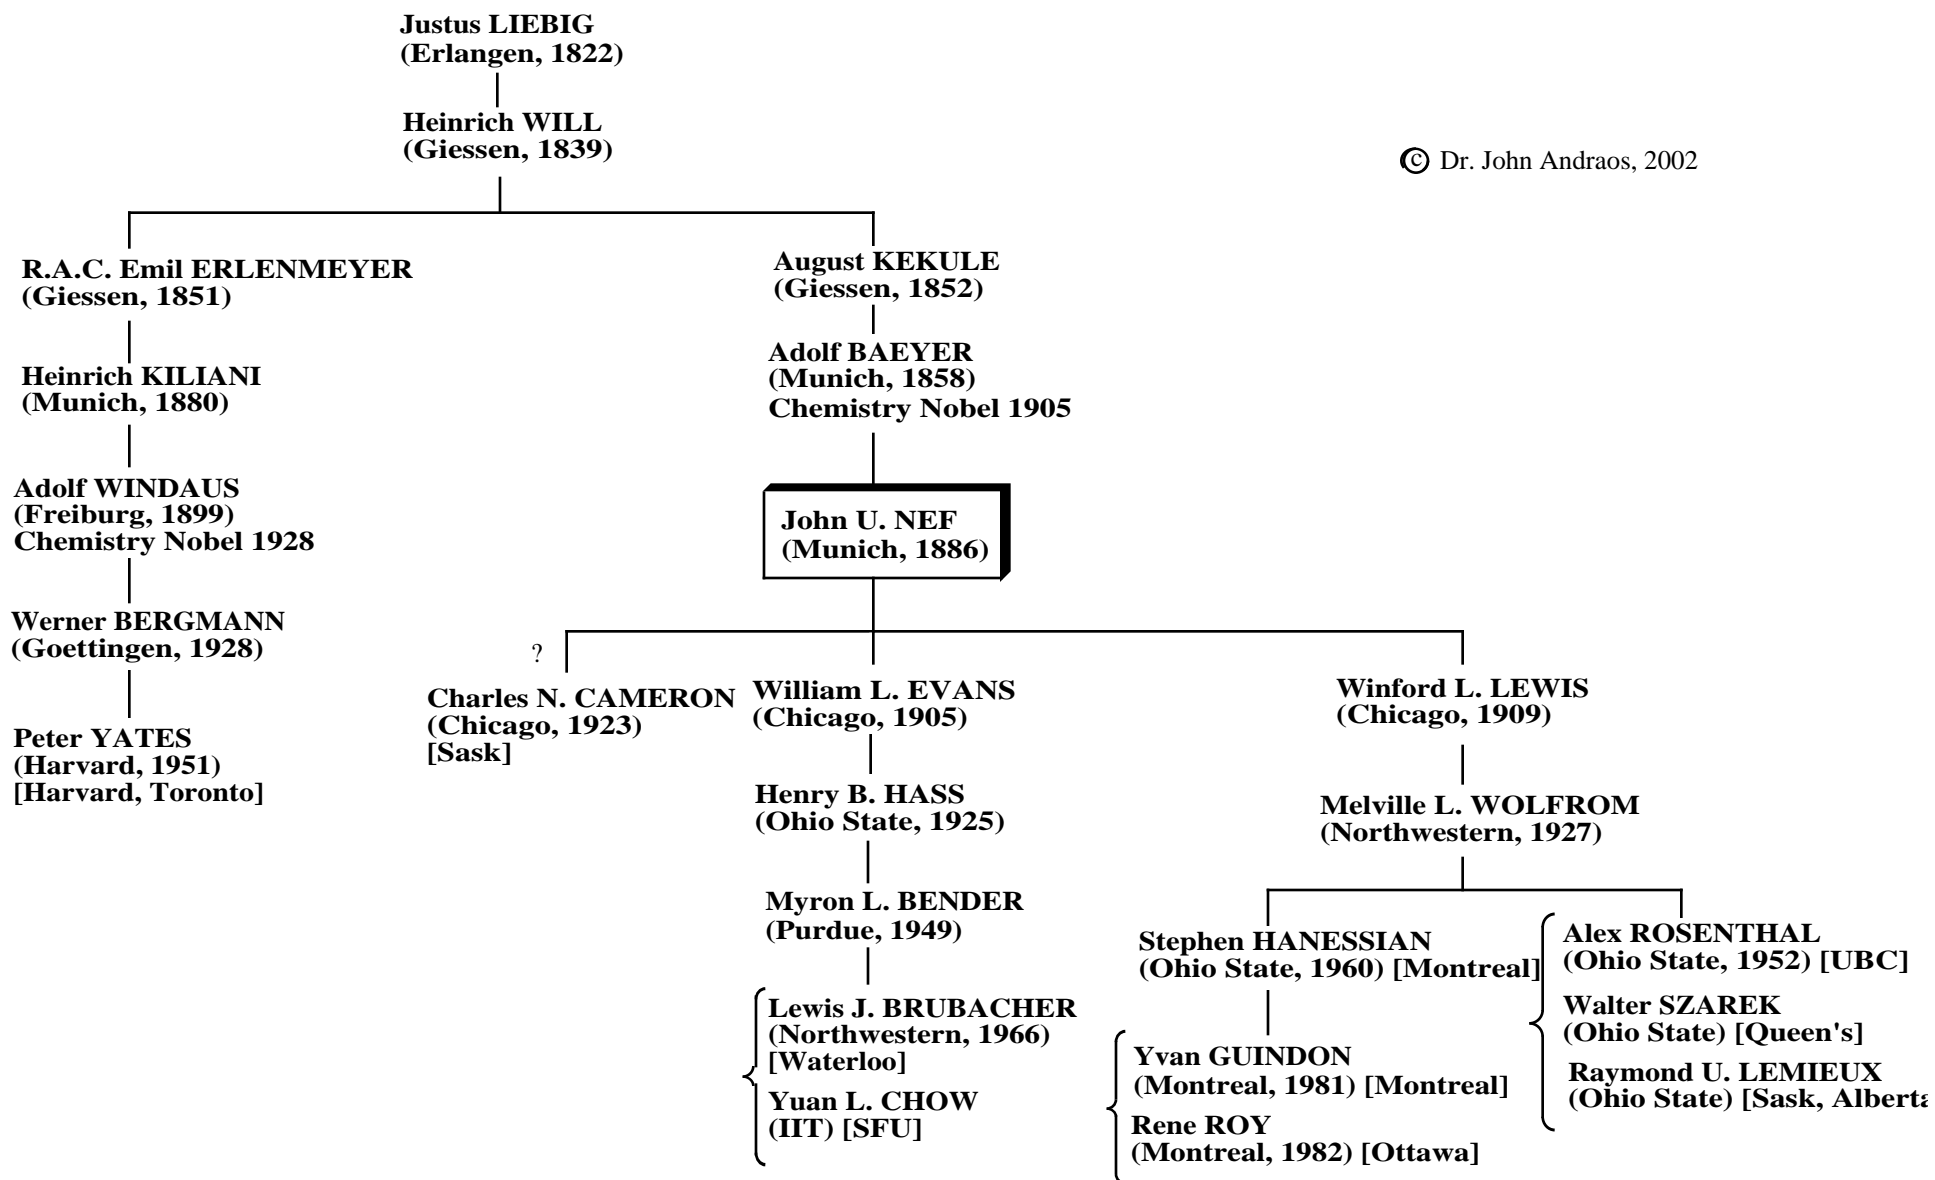 Justus LIEBIG
(Erlangen, 1822)
Heinrich WILL
(Giessen, 1839)
© Dr. John Andraos, 2002
R.A.C. Emil ERLENMEYER
(Giessen, 1851)
Heinrich KILIANI
(Munich, 1880)
Adolf WINDAUS
(Freiburg, 1899)
Chemistry Nobel 1928
Werner BERGMANN
(Goettingen, 1928)
Peter YATES
(Harvard, 1951)
[Harvard, Toronto]
August KEKULE
(Giessen, 1852)
Adolf BAEYER
(Munich, 1858)
Chemistry Nobel 1905
John U. NEF
(Munich, 1886)
?
Charles N. CAMERON
(Chicago, 1923)
[Sask]
William L. EVANS
(Chicago, 1905)
Henry B. HASS
(Ohio State, 1925)
Myron L. BENDER
(Purdue, 1949)
Lewis J. BRUBACHER
(Northwestern, 1966)
[Waterloo]
Yuan L. CHOW
(IIT) [SFU]
Winford L. LEWIS
(Chicago, 1909)
Melville L. WOLFROM
(Northwestern, 1927)
Stephen HANESSIAN
(Ohio State, 1960) [Montreal]
Yvan GUINDON
(Montreal, 1981) [Montreal]
Rene ROY
(Montreal, 1982) [Ottawa]
Alex ROSENTHAL
(Ohio State, 1952) [UBC]
Walter SZAREK
(Ohio State) [Queen's]
Raymond U. LEMIEUX
(Ohio State) [Sask, Alberta